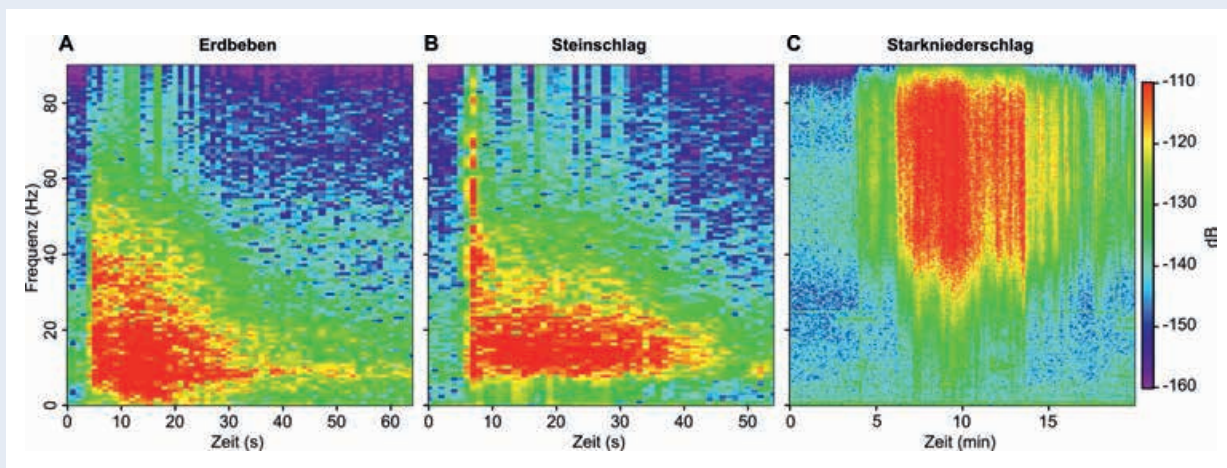 A Erdbeben
B Steinschlag
C Starkniederschlag
Frequenz (Hz)
80
60
40
20
0
0 10 20 30 40 50 60
Zeit (s)
0 10 20 30 40 50
Zeit (s)
5 10 15
Zeit (min)
-110
-120
-130
-140
-150
-160
dB